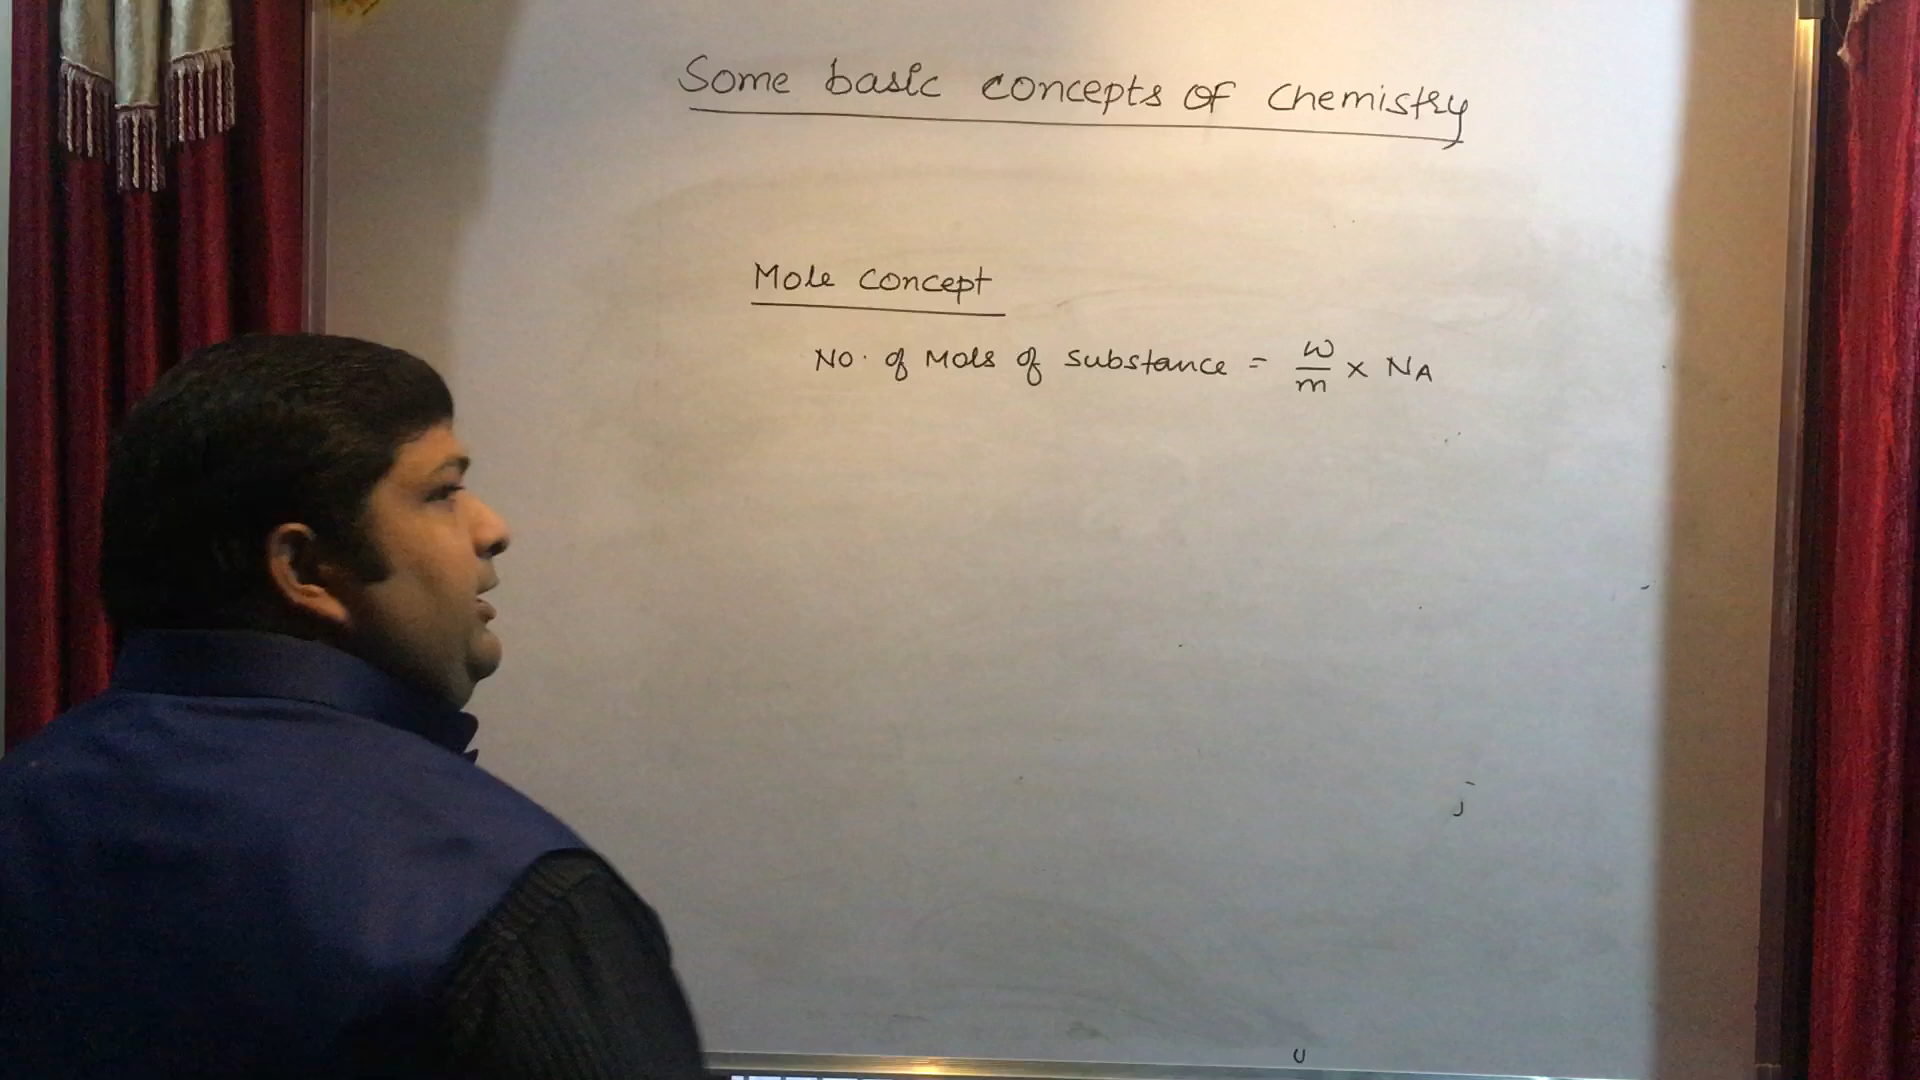 Some basic concepts of Chemistry
Mole concept
No. of Mols of substance = w/m × NA